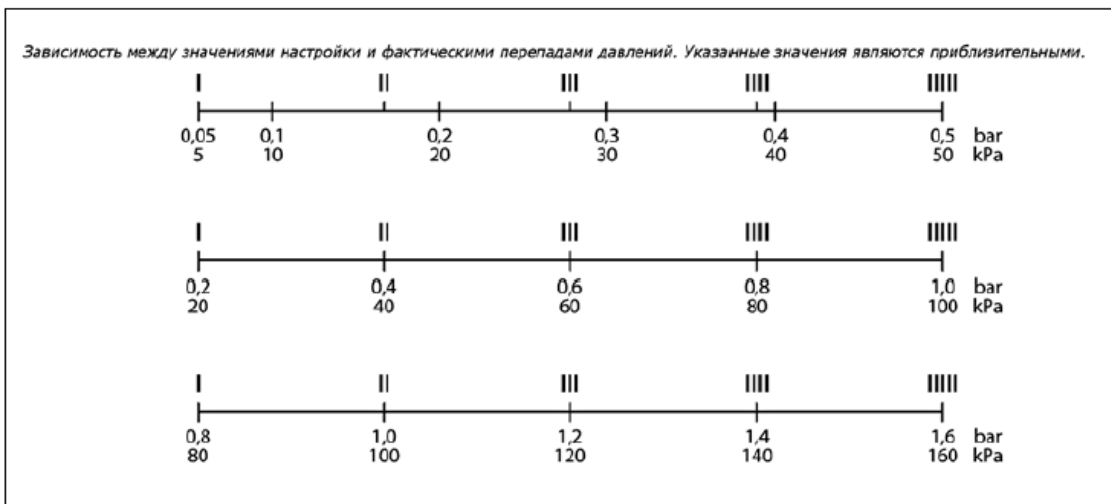 Зависимость между значениями настройки и фактическими перепадами давлений. Указанные значения являются приблизительными.
I II III IIII IIIII
0,05 0,1 0,2 0,3 0,4 0,5 bar
5 10 20 30 40 50 kPa
I II III IIII IIIII
0,2 0,4 0,6 0,8 1,0 bar
20 40 60 80 100 kPa
I II III IIII IIIII
0,8 1,0 1,2 1,4 1,6 bar
80 100 120 140 160 kPa